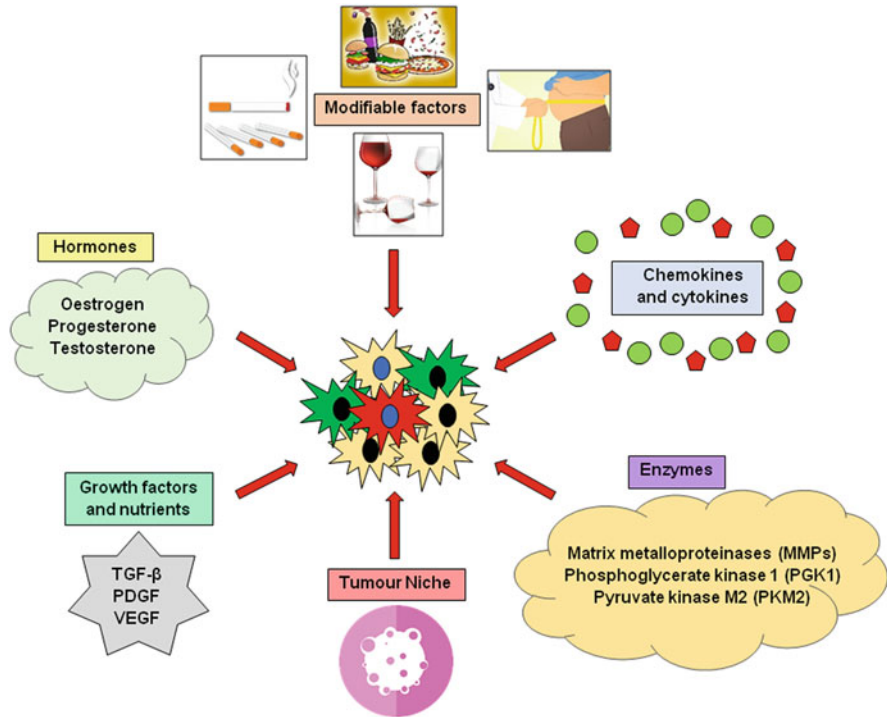 Modifiable factors
Hormones
Oestrogen
Progesterone
Testosterone
Chemokines
and cytokines
Growth factors
and nutrients
TGF-β
PDGF
VEGF
Tumour Niche
Enzymes
Matrix metalloproteinases (MMPs)
Phosphoglycerate kinase 1 (PGK1)
Pyruvate kinase M2 (PKM2)